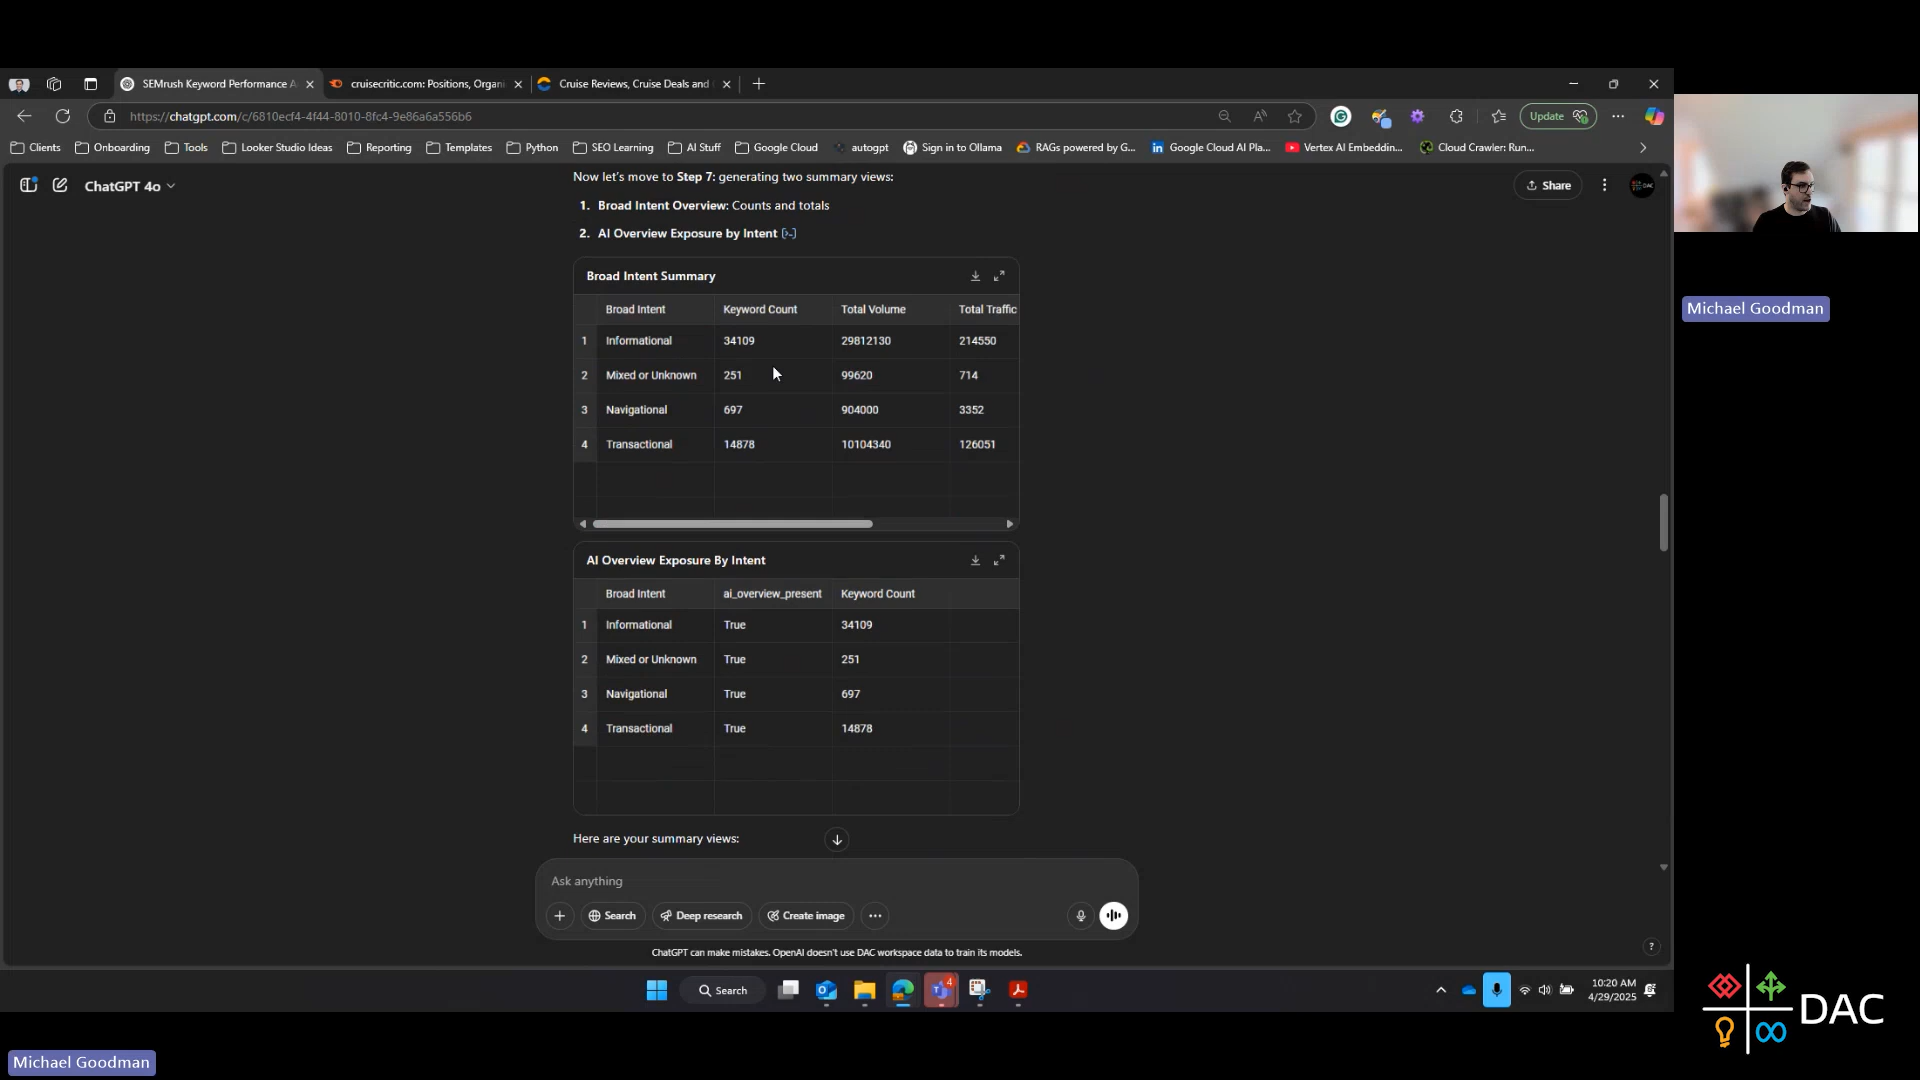 SEMrush Keyword Performance A
cruisecritic.com: Positions, Organi
Cruise Reviews, Cruise Deals and
https://chatgpt.com/c/6810ecf4-4f44-8010-8fc4-9e86a6a556b6
Update
Clients
Onboarding
Tools
Looker Studio Ideas
Reporting
Templates
Python
SEO Learning
AI Stuff
Google Cloud
autogpt
Sign in to Ollama
RAGs powered by G...
Google Cloud AI Pla...
Vertex AI Embeddin...
Cloud Crawler: Run...
ChatGPT 4o
Share
Now let's move to Step 7: generating two summary views:
1. Broad Intent Overview: Counts and totals
2. AI Overview Exposure by Intent [>-]
Broad Intent Summary
Broad Intent Keyword Count Total Volume Total Traffic
1 Informational 34109 29812130 214550
2 Mixed or Unknown 251 99620 714
3 Navigational 697 904000 3352
4 Transactional 14878 10104340 126051
AI Overview Exposure By Intent
Broad Intent ai_overview_present Keyword Count
1 Informational True 34109
2 Mixed or Unknown True 251
3 Navigational True 697
4 Transactional True 14878
Here are your summary views:
Ask anything
Search
Deep research
Create image
ChatGPT can make mistakes. OpenAI doesn't use DAC workspace data to train its models.
?
Search
4
10:20 AM
4/29/2025
Michael Goodman
DAC
Michael Goodman